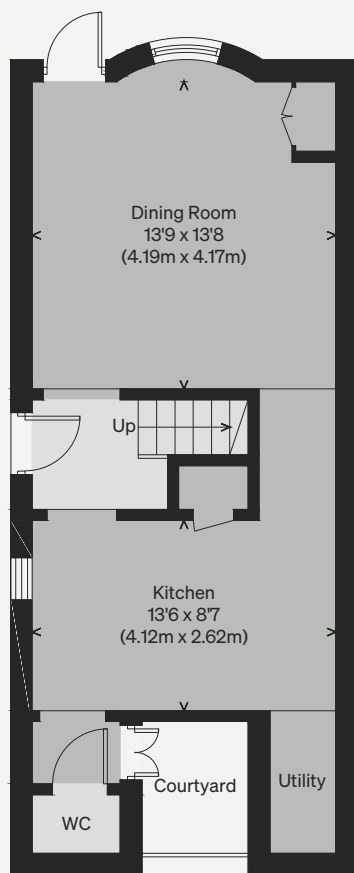 Dining Room
13'9 x 13'8
(4.19m x 4.17m)
Up
Kitchen
13'6 x 8'7
(4.12m x 2.62m)
Courtyard
Utility
WC